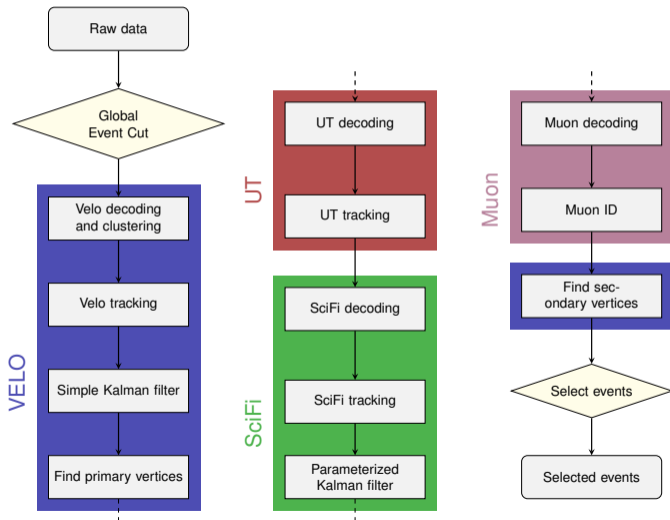 Raw data
Global
Event Cut
VELO
Velo decoding
and clustering
Velo tracking
Simple Kalman filter
Find primary vertices
UT
UT decoding
UT tracking
SciFi
SciFi decoding
SciFi tracking
Parameterized
Kalman filter
Muon
Muon decoding
Muon ID
Find sec-
ondary vertices
Select events
Selected events